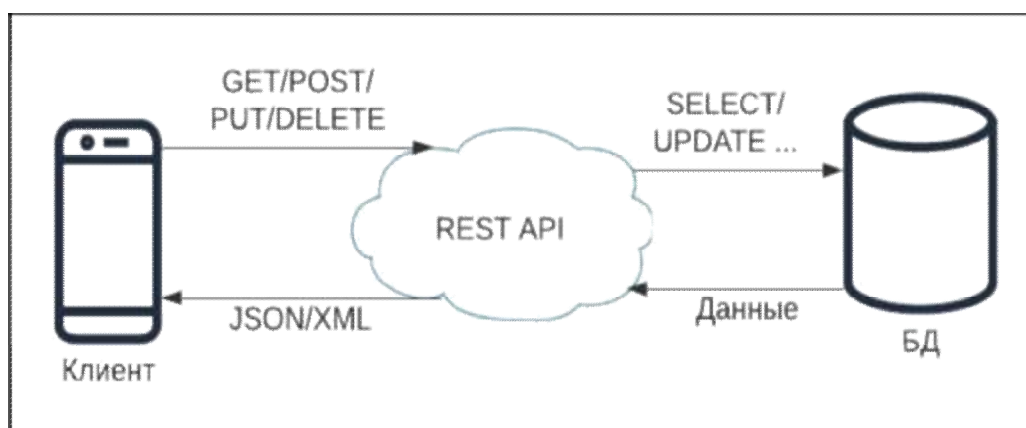 GET/POST/
PUT/DELETE
SELECT/
UPDATE ...
REST API
JSON/XML
Данные
Клиент
БД